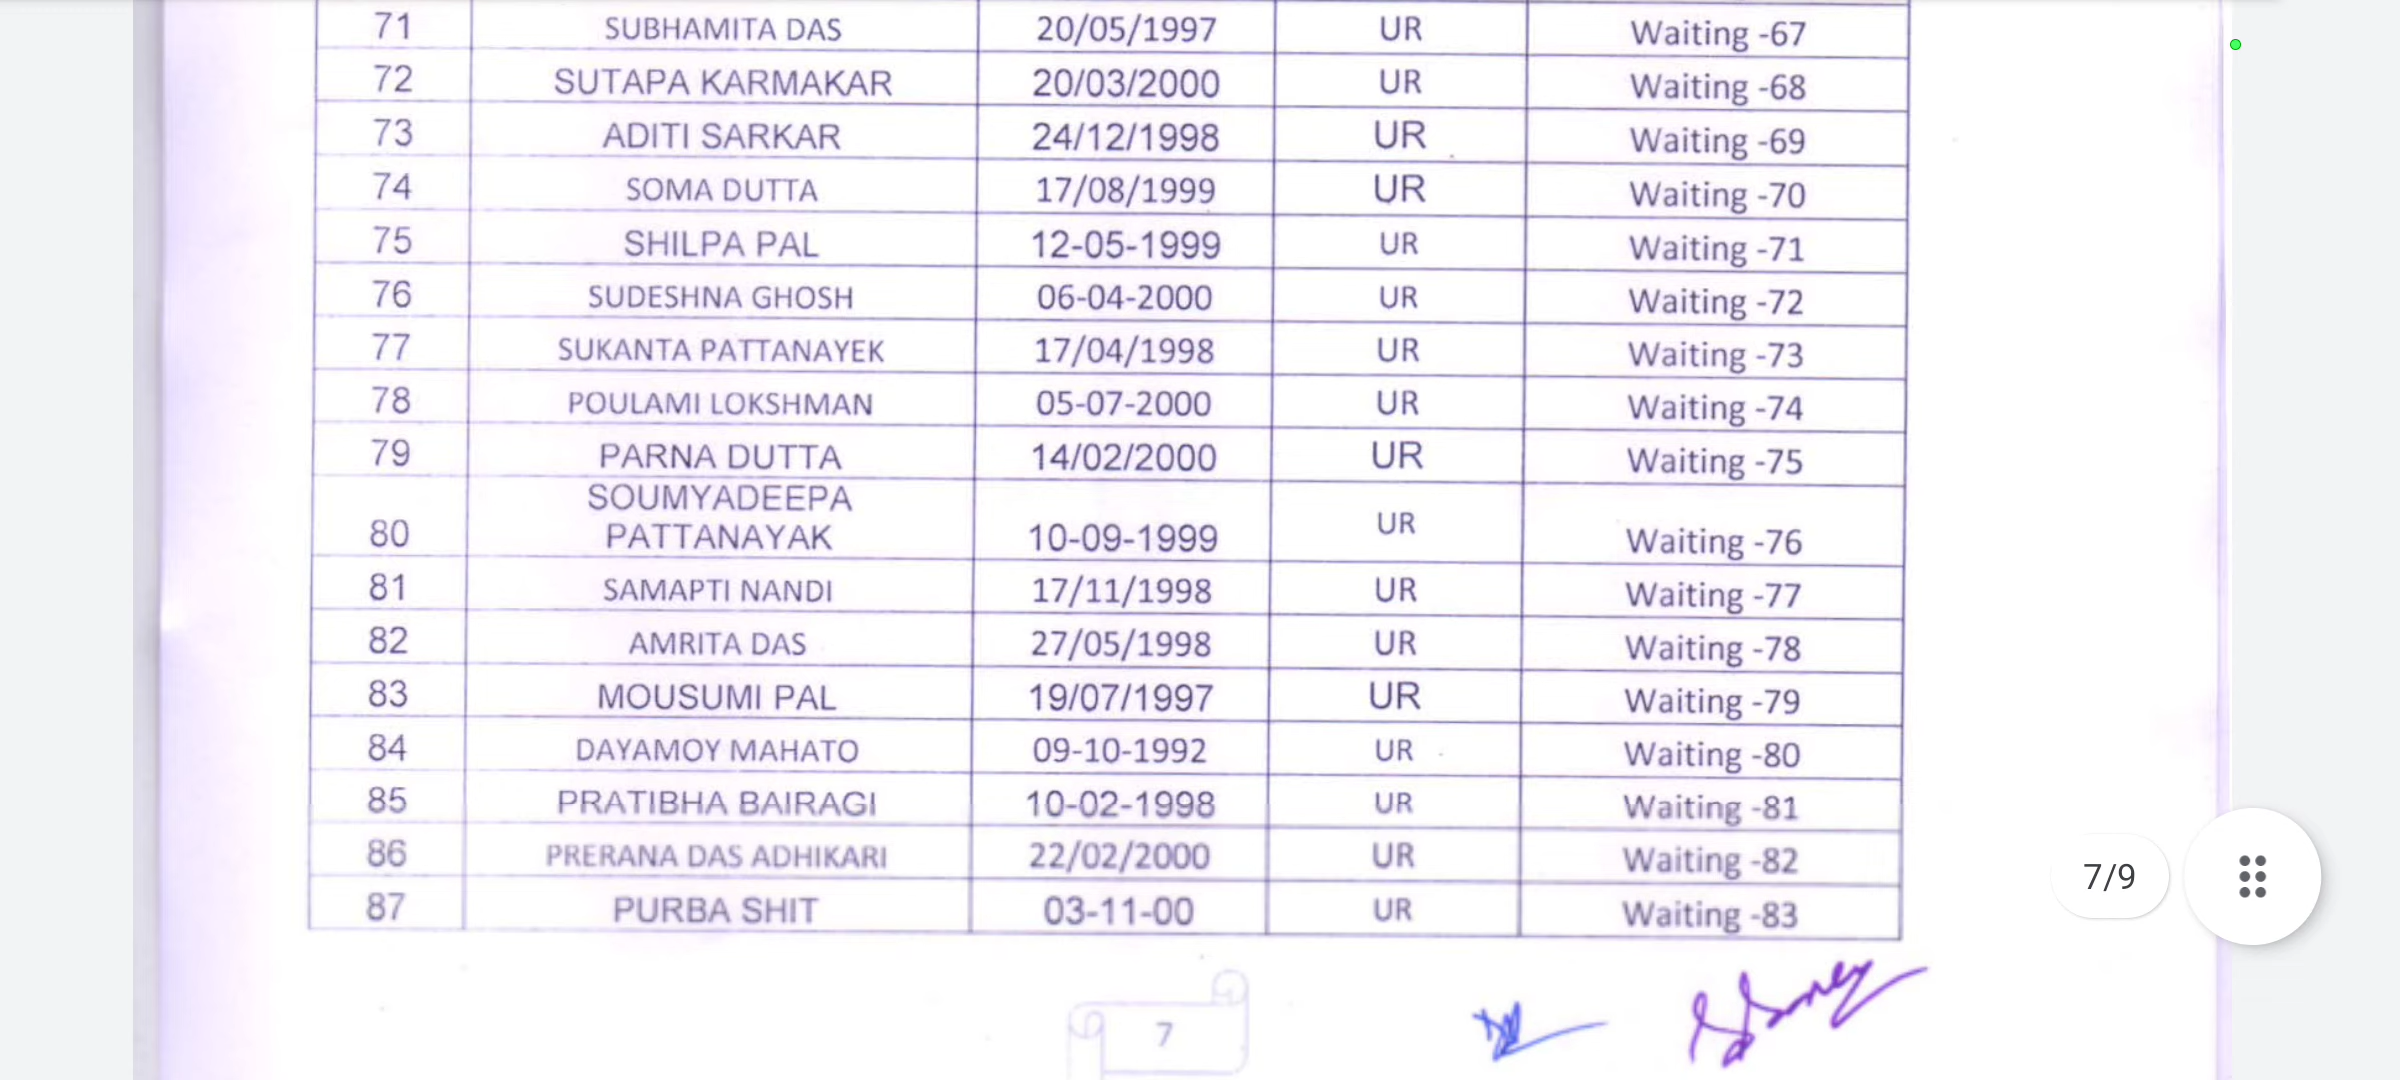 71 SUBHAMITA DAS 20/05/1997 UR Waiting -67
72 SUTAPA KARMAKAR 20/03/2000 UR Waiting -68
73 ADITI SARKAR 24/12/1998 UR Waiting -69
74 SOMA DUTTA 17/08/1999 UR Waiting -70
75 SHILPA PAL 12-05-1999 UR Waiting -71
76 SUDESHNA GHOSH 06-04-2000 UR Waiting -72
77 SUKANTA PATTANAYEK 17/04/1998 UR Waiting -73
78 POULAMI LOKSHMAN 05-07-2000 UR Waiting -74
79 PARNA DUTTA 14/02/2000 UR Waiting -75
SOUMYADEEPA
80 PATTANAYAK 10-09-1999 UR Waiting -76
81 SAMAPTI NANDI 17/11/1998 UR Waiting -77
82 AMRITA DAS 27/05/1998 UR Waiting -78
83 MOUSUMI PAL 19/07/1997 UR Waiting -79
84 DAYAMOY MAHATO 09-10-1992 UR Waiting -80
85 PRATIBHA BAIRAGI 10-02-1998 UR Waiting -81
86 PRERANA DAS ADHIKARI 22/02/2000 UR Waiting -82
87 PURBA SHIT 03-11-00 UR Waiting -83
7/9
7